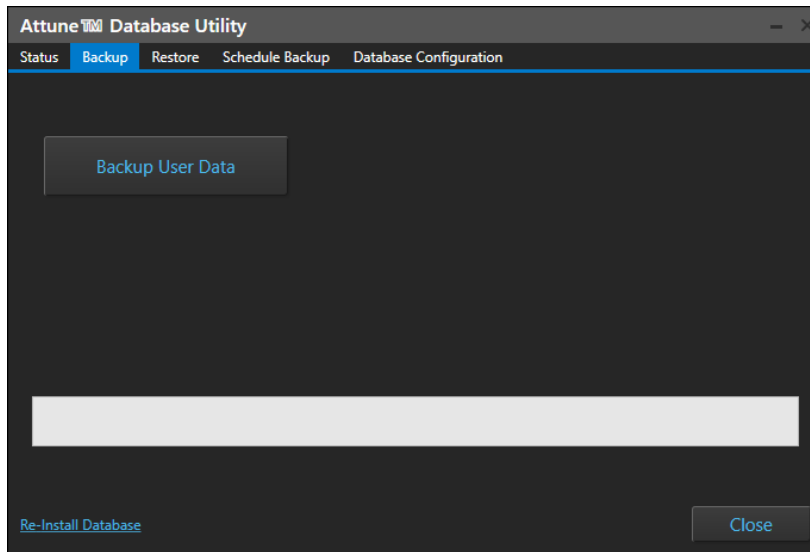 Attune™ Database Utility
Status Backup Restore Schedule Backup Database Configuration
Backup User Data
Re-Install Database Close